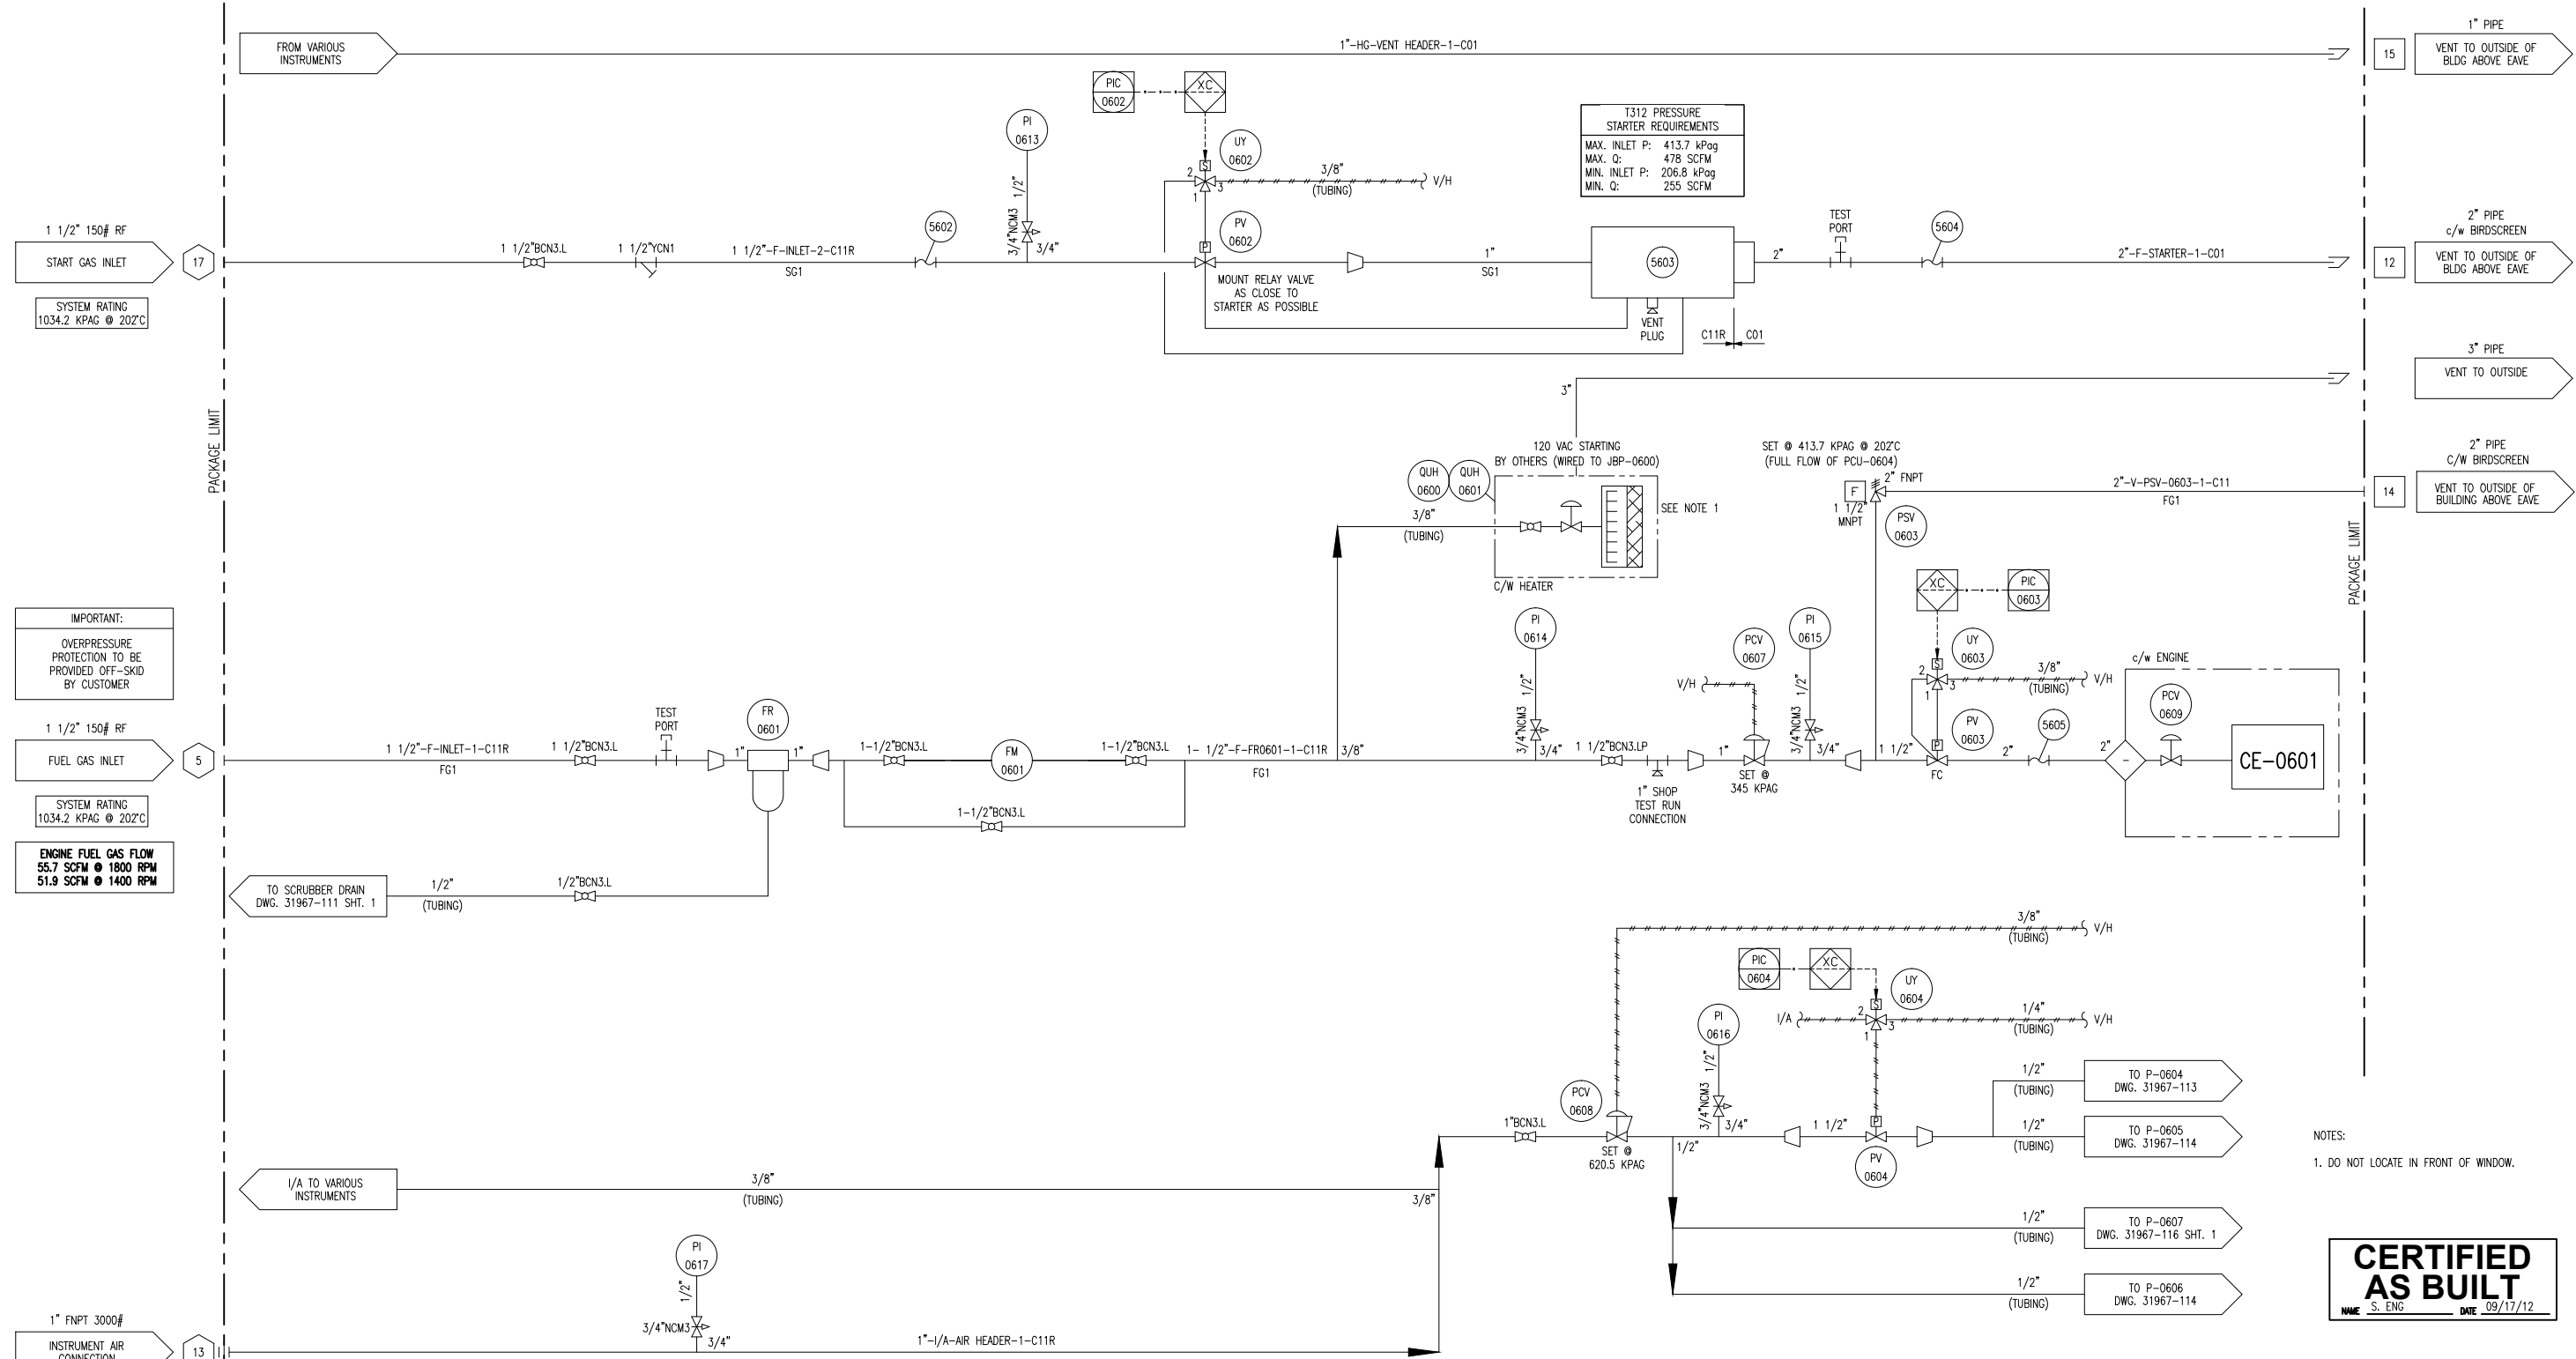 FROM VARIOUS
INSTRUMENTS
1"-HG-VENT HEADER-1-C01
15
1" PIPE
VENT TO OUTSIDE OF
BLDG ABOVE EAVE
PIC
0602
XC
PI
0613
UY
0602
S
2
3
1
3/8"
(TUBING)
V/H
T312 PRESSURE
STARTER REQUIREMENTS
MAX. INLET P: 413.7 kPag
MAX. Q: 478 SCFM
MIN. INLET P: 206.8 kPag
MIN. Q: 255 SCFM
1/2"
3/4"NCM3
3/4"
PV
0602
P
1 1/2" 150# RF
START GAS INLET
17
SYSTEM RATING
1034.2 KPAG @ 202°C
1 1/2"BCN3.L
1 1/2"YCN1
1 1/2"-F-INLET-2-C11R
SG1
5602
MOUNT RELAY VALVE
AS CLOSE TO
STARTER AS POSSIBLE
1"
SG1
5603
VENT
PLUG
C11R
C01
2"
TEST
PORT
5604
2"-F-STARTER-1-C01
12
2" PIPE
c/w BIRDSCREEN
VENT TO OUTSIDE OF
BLDG ABOVE EAVE
3"
3" PIPE
VENT TO OUTSIDE
PACKAGE LIMIT
120 VAC STARTING
BY OTHERS (WIRED TO JBP-0600)
QUH
0600
QUH
0601
3/8"
(TUBING)
SEE NOTE 1
C/W HEATER
SET @ 413.7 KPAG @ 202°C
(FULL FLOW OF PCU-0604)
F
2" FNPT
1 1/2"
MNPT
PSV
0603
2"-V-PSV-0603-1-C11
FG1
14
2" PIPE
C/W BIRDSCREEN
VENT TO OUTSIDE OF
BUILDING ABOVE EAVE
PACKAGE LIMIT
XC
PIC
0603
UY
0603
S
2
3
1
3/8"
(TUBING)
V/H
IMPORTANT:
OVERPRESSURE
PROTECTION TO BE
PROVIDED OFF-SKID
BY CUSTOMER
1 1/2" 150# RF
FUEL GAS INLET
5
SYSTEM RATING
1034.2 KPAG @ 202°C
ENGINE FUEL GAS FLOW
55.7 SCFM @ 1800 RPM
51.9 SCFM @ 1400 RPM
1 1/2"-F-INLET-1-C11R
FG1
1 1/2"BCN3.L
TEST
PORT
1"
FR
0601
1"
1-1/2"BCN3.L
FM
0601
1-1/2"BCN3.L
1-1/2"BCN3.L
1- 1/2"-F-FR0601-1-C11R
FG1
3/8"
PI
0614
1/2"
3/4"NCM3
3/4"
1 1/2"BCN3.LP
1" SHOP
TEST RUN
CONNECTION
1"
V/H
PCV
0607
SET @
345 KPAG
PI
0615
1/2"
3/4"NCM3
3/4"
1 1/2"
PV
0603
P
FC
2"
5605
2"
c/w ENGINE
PCV
0609
CE-0601
TO SCRUBBER DRAIN
DWG. 31967-111 SHT. 1
1/2"
(TUBING)
1/2"BCN3.L
3/8"
(TUBING)
V/H
PIC
0604
XC
UY
0604
S
I/A
2
3
1
1/4"
(TUBING)
V/H
PI
0616
1/2"
3/4"NCM3
3/4"
PCV
0608
1"BCN3.L
SET @
620.5 KPAG
1/2"
1 1/2"
P
PV
0604
1/2"
(TUBING)
TO P-0604
DWG. 31967-113
1/2"
(TUBING)
TO P-0605
DWG. 31967-114
1/2"
(TUBING)
TO P-0607
DWG. 31967-116 SHT. 1
1/2"
(TUBING)
TO P-0606
DWG. 31967-114
NOTES:
1. DO NOT LOCATE IN FRONT OF WINDOW.
I/A TO VARIOUS
INSTRUMENTS
3/8"
(TUBING)
3/8"
PI
0617
1/2"
3/4"NCM3
3/4"
1" FNPT 3000#
INSTRUMENT AIR
CONNECTION
13
1"-I/A-AIR HEADER-1-C11R
CERTIFIED
AS BUILT
NAME S. ENG DATE 09/17/12